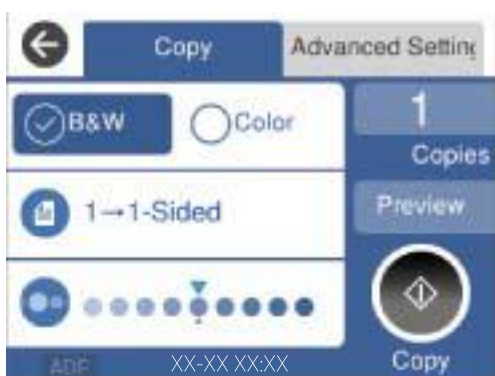 Copy
Advanced Setting
B&W
Color
1
Copies
1→1-Sided
Preview
ADF
XX-XX XX:XX
Copy